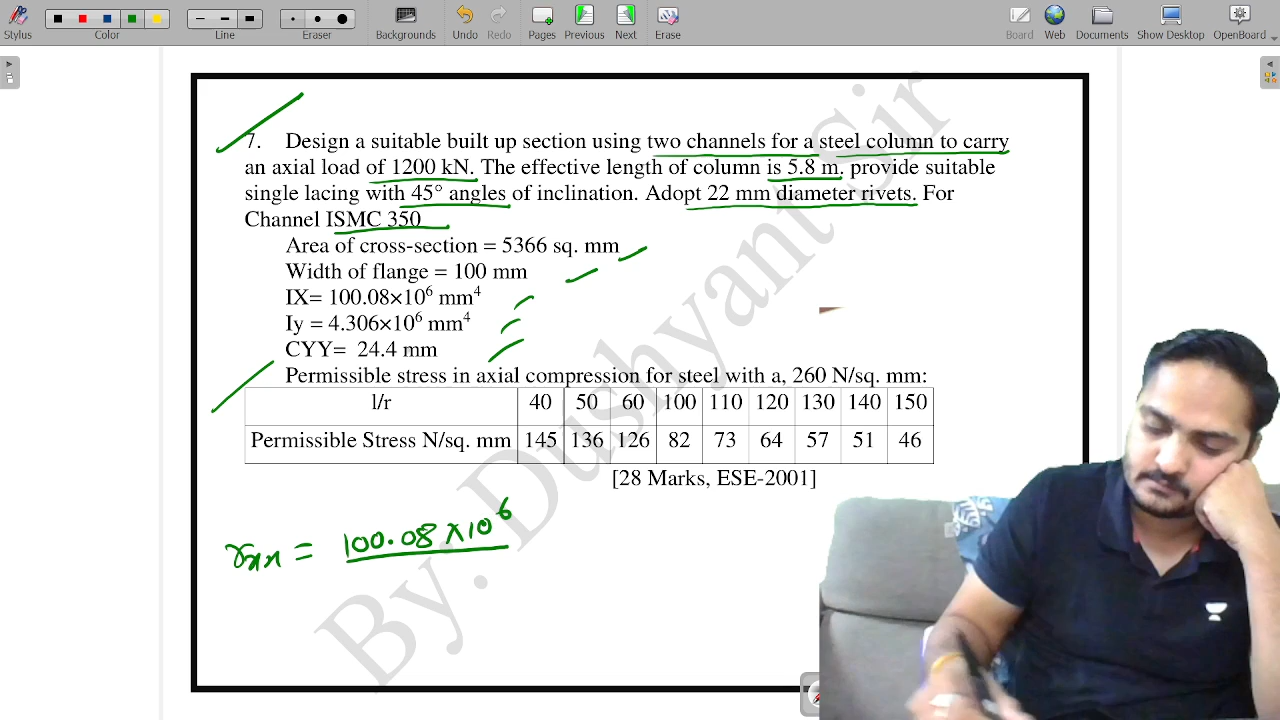 Stylus
Color
Line
Eraser
Backgrounds
Undo
Redo
Pages
Previous
Next
Erase
Board
Web
Documents
Show Desktop
OpenBoard
7. Design a suitable built up section using two channels for a steel column to carry
an axial load of 1200 kN. The effective length of column is 5.8 m. provide suitable
single lacing with 45° angles of inclination. Adopt 22 mm diameter rivets. For
Channel ISMC 350
Area of cross-section = 5366 sq. mm
Width of flange = 100 mm
IX= 100.08×10⁶ mm⁴
Iy = 4.306×10⁶ mm⁴
CYY= 24.4 mm
Permissible stress in axial compression for steel with a, 260 N/sq. mm:
l/r 40 50 60 100 110 120 130 140 150
Permissible Stress N/sq. mm 145 136 126 82 73 64 57 51 46
[28 Marks, ESE-2001]
rxx = 100.08×10⁶
By: Dushyant Sir